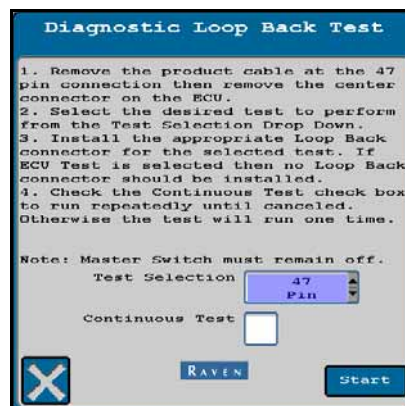 Diagnostic Loop Back Test
1. Remove the product cable at the 47
pin connection then remove the center
connector on the ECU.
2. Select the desired test to perform
from the Test Selection Drop Down.
3. Install the appropriate Loop Back
connector for the selected test. If
ECU Test is selected then no Loop Back
connector should be installed.
4. Check the Continuous Test check box
to run repeatedly until canceled.
Otherwise the test will run one time.
Note: Master Switch must remain off.
Test Selection
47
Pin
Continuous Test
RAVEN
Start